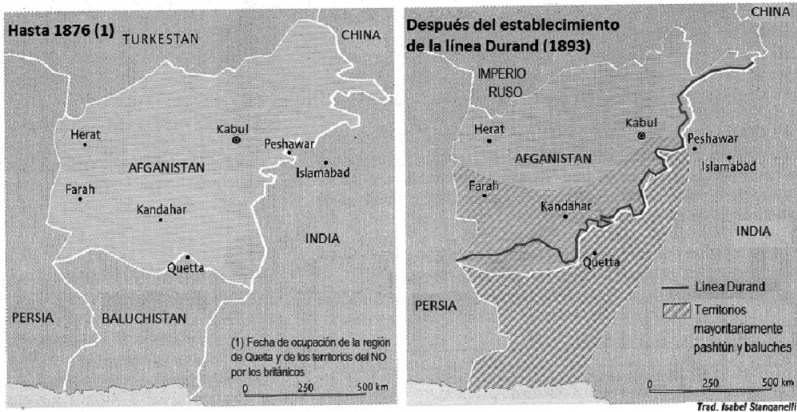 Hasta 1876 (1)
TURKESTAN
CHINA
Herat
Kabul
Peshawar
Islamabad
AFGANISTAN
Farah
Kandahar
INDIA
Quetta
PERSIA
BALUCHISTAN
(1) Fecha de ocupación de la región
de Quetta y de los territorios del NO
por los británicos
0 250 500 km
Después del establecimiento
de la línea Durand (1893)
CHINA
IMPERIO
RUSO
Herat
Kabul
Peshawar
Islamabad
AFGANISTAN
Farah
Kandahar
INDIA
Quetta
PERSIA
Linea Durand
Territorios
mayoritariamente
pashtún y baluches
0 250 500 km
Trad. Isabel Stanganelli